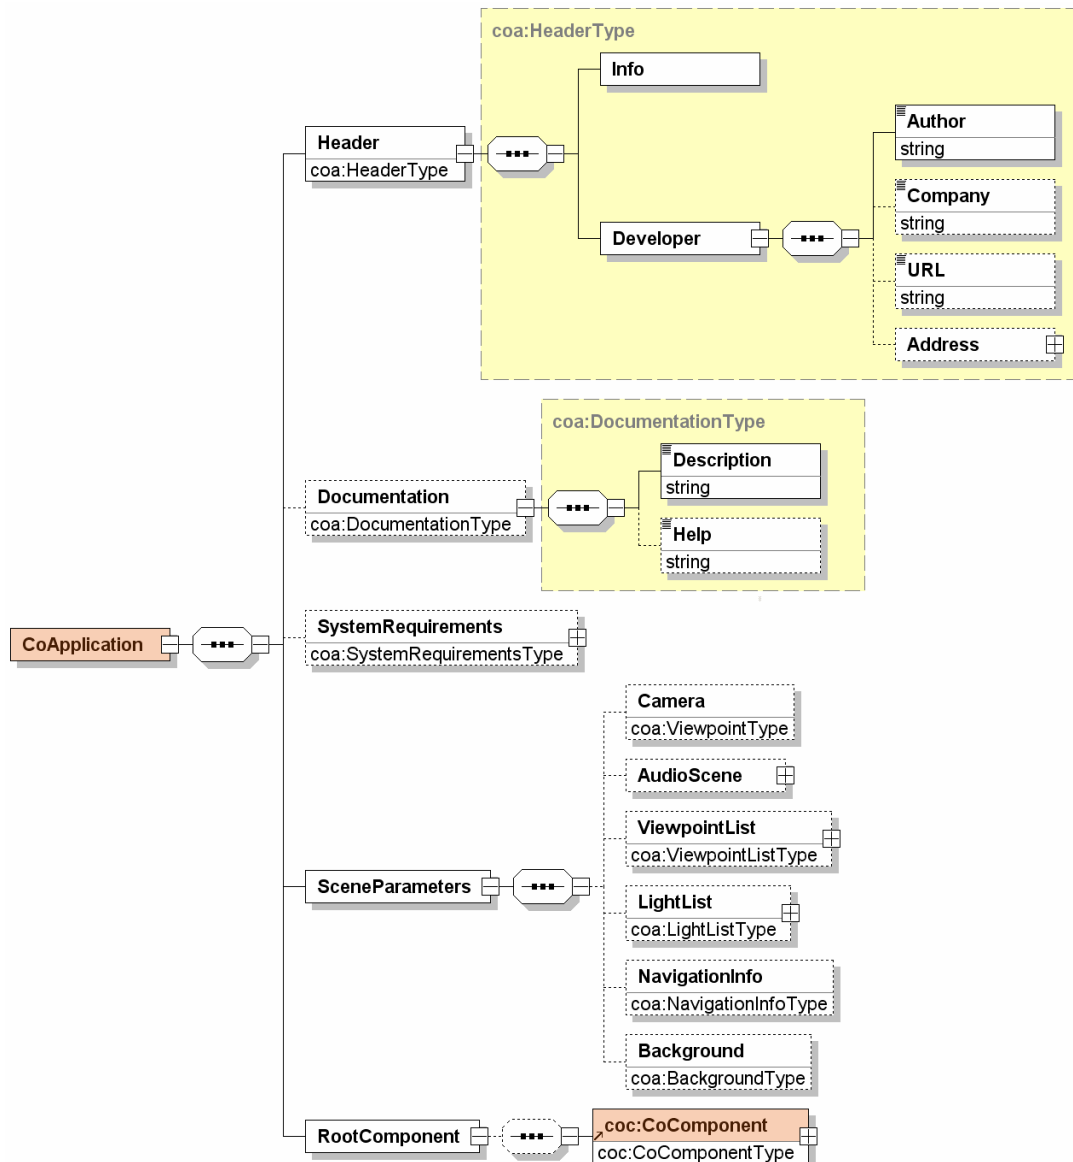 coa:HeaderType
Info
Header
coa:HeaderType
Author
string
Company
string
Developer
URL
string
Address
coa:DocumentationType
Description
string
Documentation
coa:DocumentationType
Help
string
CoApplication
SystemRequirements
coa:SystemRequirementsType
Camera
coa:ViewpointType
AudioScene
ViewpointList
coa:ViewpointListType
SceneParameters
LightList
coa:LightListType
NavigationInfo
coa:NavigationInfoType
Background
coa:BackgroundType
RootComponent
coc:CoComponent
coc:CoComponentType